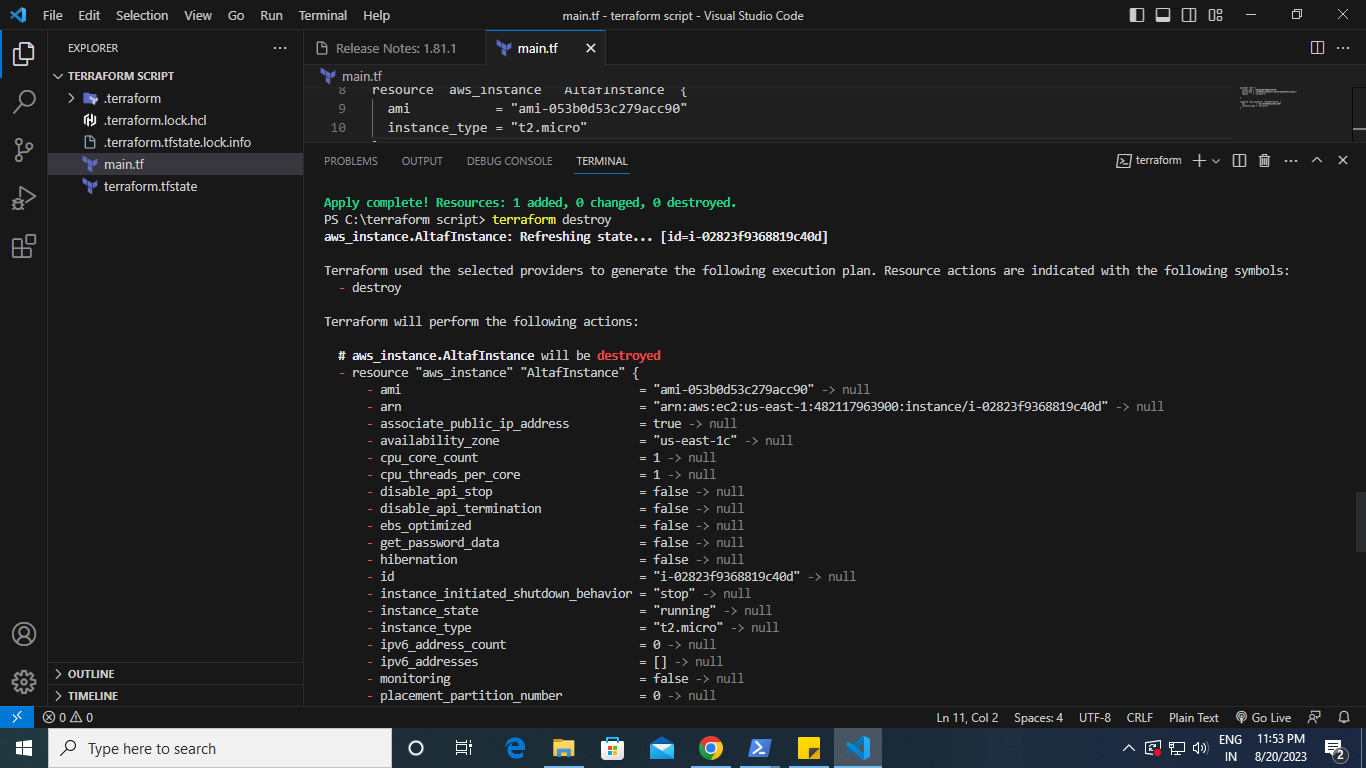 File Edit Selection View Go Run Terminal Help
main.tf - terraform script - Visual Studio Code
EXPLORER
TERRAFORM SCRIPT
.terraform
.terraform.lock.hcl
.terraform.tfstate.lock.info
main.tf
terraform.tfstate
OUTLINE
TIMELINE
Release Notes: 1.81.1
main.tf
main.tf
8 resource aws_instance AltafInstance {
9 ami = "ami-053b0d53c279acc90"
10 instance_type = "t2.micro"
PROBLEMS OUTPUT DEBUG CONSOLE TERMINAL
terraform
Apply complete! Resources: 1 added, 0 changed, 0 destroyed.
PS C:\terraform script> terraform destroy
aws_instance.AltafInstance: Refreshing state... [id=i-02823f9368819c40d]
Terraform used the selected providers to generate the following execution plan. Resource actions are indicated with the following symbols:
- destroy
Terraform will perform the following actions:
# aws_instance.AltafInstance will be destroyed
- resource "aws_instance" "AltafInstance" {
- ami = "ami-053b0d53c279acc90" -> null
- arn = "arn:aws:ec2:us-east-1:482117963900:instance/i-02823f9368819c40d" -> null
- associate_public_ip_address = true -> null
- availability_zone = "us-east-1c" -> null
- cpu_core_count = 1 -> null
- cpu_threads_per_core = 1 -> null
- disable_api_stop = false -> null
- disable_api_termination = false -> null
- ebs_optimized = false -> null
- get_password_data = false -> null
- hibernation = false -> null
- id = "i-02823f9368819c40d" -> null
- instance_initiated_shutdown_behavior = "stop" -> null
- instance_state = "running" -> null
- instance_type = "t2.micro" -> null
- ipv6_address_count = 0 -> null
- ipv6_addresses = [] -> null
- monitoring = false -> null
- placement_partition_number = 0 -> null
0 0
Ln 11, Col 2 Spaces: 4 UTF-8 CRLF Plain Text Go Live
Type here to search
ENG
IN
11:53 PM
8/20/2023
2